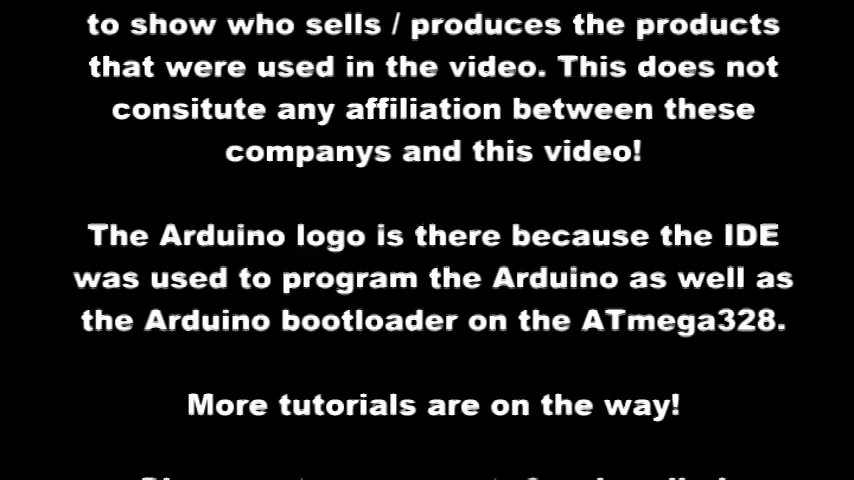 to show who sells / produces the products
that were used in the video. This does not
consitute any affiliation between these
companys and this video!
The Arduino logo is there because the IDE
was used to program the Arduino as well as
the Arduino bootloader on the ATmega328.
More tutorials are on the way!